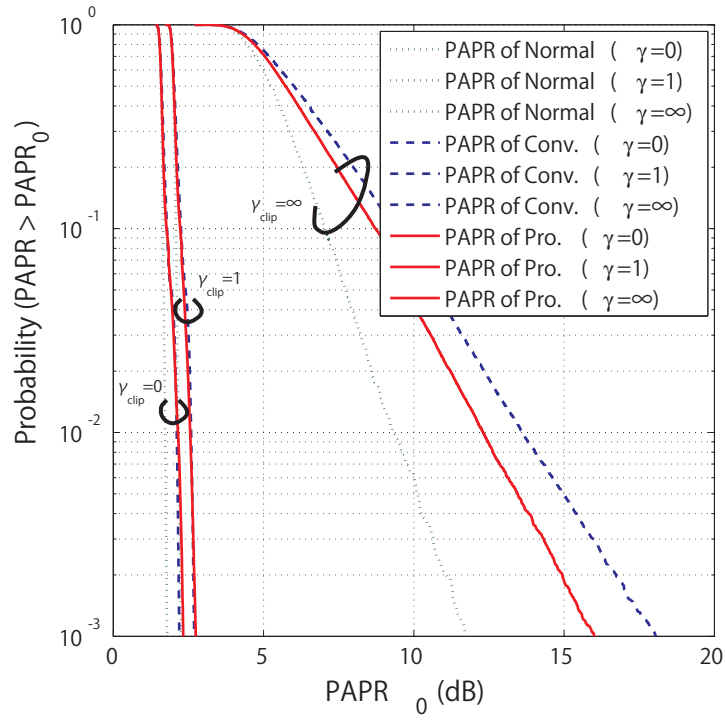 10^0
10^-1
10^-2
10^-3
Probability (PAPR > PAPR_0)
PAPR of Normal ( γ=0)
PAPR of Normal ( γ=1)
PAPR of Normal ( γ=∞)
PAPR of Conv. ( γ=0)
PAPR of Conv. ( γ=1)
PAPR of Conv. ( γ=∞)
PAPR of Pro. ( γ=0)
PAPR of Pro. ( γ=1)
PAPR of Pro. ( γ=∞)
γ_clip=∞
γ_clip=1
γ_clip=0
0 5 10 15 20
PAPR _0 (dB)